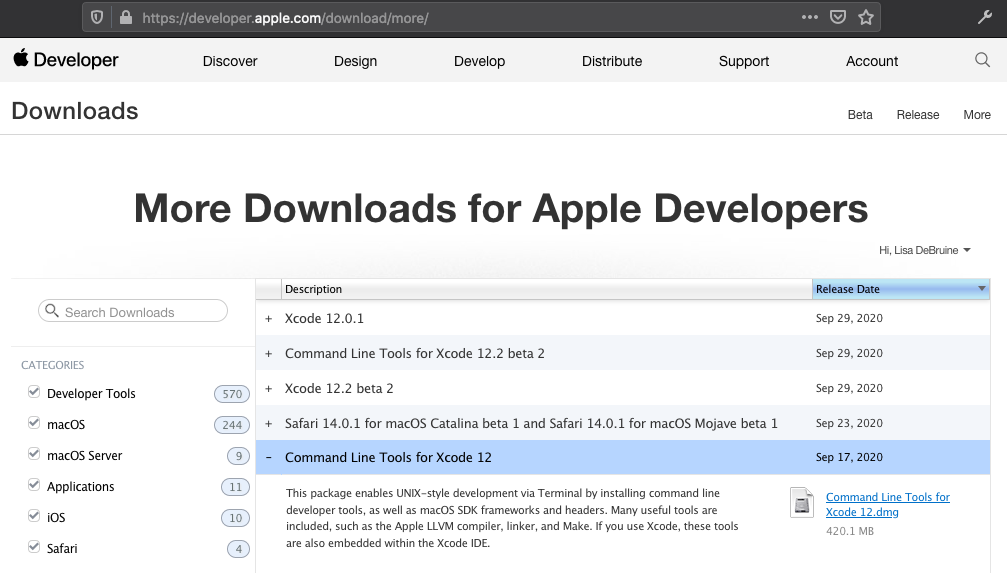 https://developer.apple.com/download/more/
Developer Discover Design Develop Distribute Support Account
Downloads Beta Release More
More Downloads for Apple Developers
Hi, Lisa DeBruine
Search Downloads
CATEGORIES
Developer Tools 570
macOS 244
macOS Server 9
Applications 11
iOS 10
Safari 4
Description Release Date
+ Xcode 12.0.1 Sep 29, 2020
+ Command Line Tools for Xcode 12.2 beta 2 Sep 29, 2020
+ Xcode 12.2 beta 2 Sep 29, 2020
+ Safari 14.0.1 for macOS Catalina beta 1 and Safari 14.0.1 for macOS Mojave beta 1 Sep 23, 2020
– Command Line Tools for Xcode 12 Sep 17, 2020
This package enables UNIX-style development via Terminal by installing command line
developer tools, as well as macOS SDK frameworks and headers. Many useful tools are
included, such as the Apple LLVM compiler, linker, and Make. If you use Xcode, these tools
are also embedded within the Xcode IDE.
Command Line Tools for
Xcode 12.dmg
420.1 MB